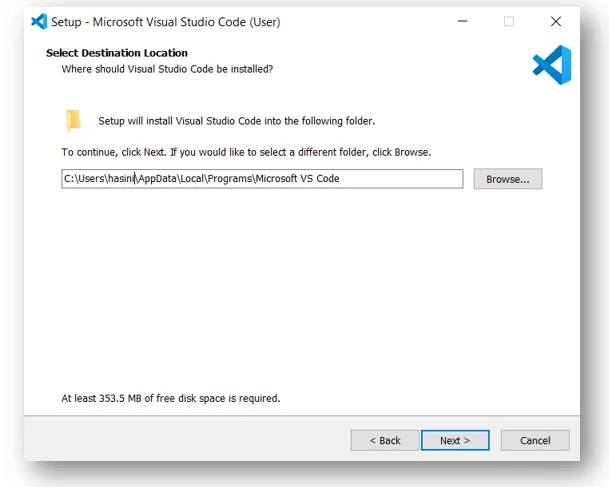 Setup - Microsoft Visual Studio Code (User)
Select Destination Location
Where should Visual Studio Code be installed?
Setup will install Visual Studio Code into the following folder.
To continue, click Next. If you would like to select a different folder, click Browse.
C:\Users\hasini\AppData\Local\Programs\Microsoft VS Code
Browse...
At least 353.5 MB of free disk space is required.
< Back
Next >
Cancel